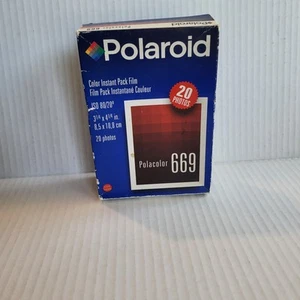 Polaroid
Color Instant Pack Film
Film Pack Instantané Couleur
ISO 80/20°
3¼ x 4¼ in.
8,5 x 10,8 cm
20 photos
20
PHOTOS
Polacolor 669